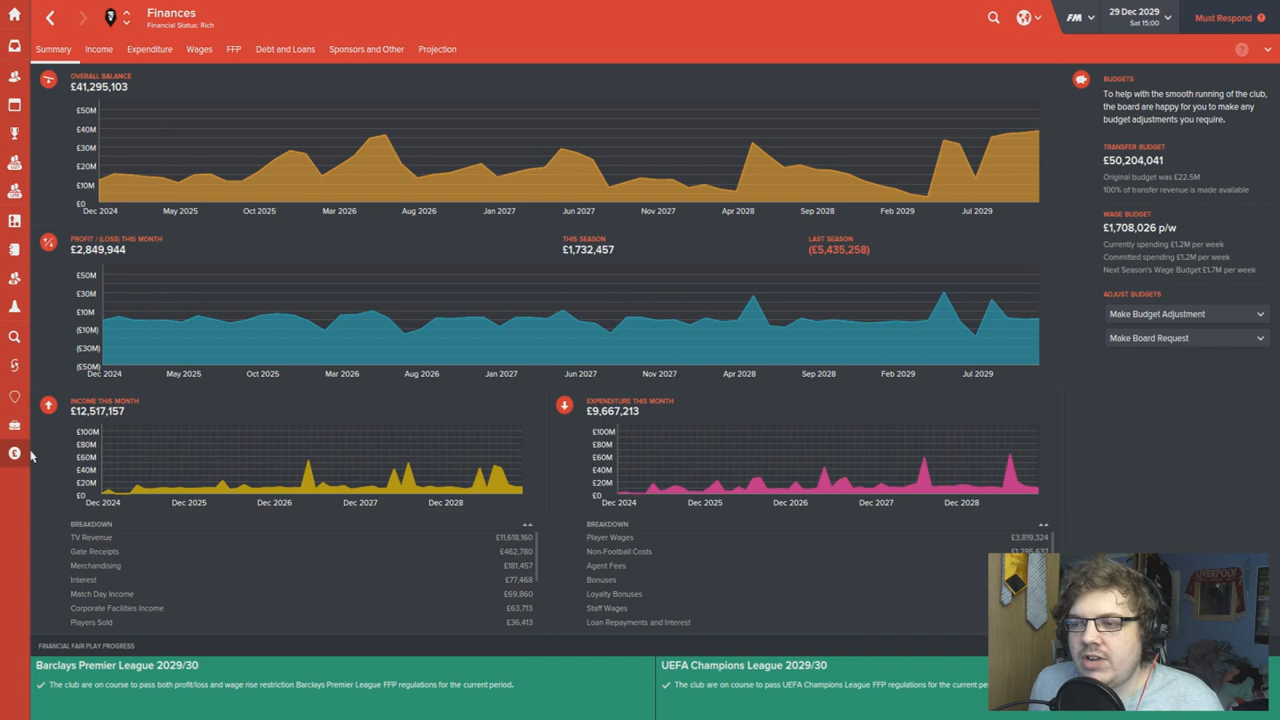 Finances
Financial Status: Rich
FM
29 Dec 2029
Sat 15:00
Must Respond
Summary
Income
Expenditure
Wages
FFP
Debt and Loans
Sponsors and Other
Projection
OVERALL BALANCE
£41,295,103
£50M
£40M
£30M
£20M
£10M
£0
Dec 2024
May 2025
Oct 2025
Mar 2026
Aug 2026
Jan 2027
Jun 2027
Nov 2027
Apr 2028
Sep 2028
Feb 2029
Jul 2029
PROFIT / (LOSS) THIS MONTH
£2,849,944
THIS SEASON
£1,732,457
LAST SEASON
(£5,435,258)
£50M
£30M
£10M
(£10M)
(£30M)
(£50M)
Dec 2024
May 2025
Oct 2025
Mar 2026
Aug 2026
Jan 2027
Jun 2027
Nov 2027
Apr 2028
Sep 2028
Feb 2029
Jul 2029
INCOME THIS MONTH
£12,517,157
£100M
£80M
£60M
£40M
£20M
£0
Dec 2024
Dec 2025
Dec 2026
Dec 2027
Dec 2028
BREAKDOWN
TV Revenue £11,618,160
Gate Receipts £462,780
Merchandising £181,457
Interest £77,468
Match Day Income £69,860
Corporate Facilities Income £63,713
Players Sold £36,413
EXPENDITURE THIS MONTH
£9,667,213
£100M
£80M
£60M
£40M
£20M
£0
Dec 2024
Dec 2025
Dec 2026
Dec 2027
Dec 2028
BREAKDOWN
Player Wages £3,819,324
Non-Football Costs £1,295,637
Agent Fees
Bonuses
Loyalty Bonuses
Staff Wages
Loan Repayments and Interest
BUDGETS
To help with the smooth running of the club,
the board are happy for you to make any
budget adjustments you require.
TRANSFER BUDGET
£50,204,041
Original budget was £22.5M
100% of transfer revenue is made available
WAGE BUDGET
£1,708,026 p/w
Currently spending £1.2M per week
Committed spending £1.2M per week
Next Season's Wage Budget £1.7M per week
ADJUST BUDGETS
Make Budget Adjustment
Make Board Request
FINANCIAL FAIR PLAY PROGRESS
Barclays Premier League 2029/30
The club are on course to pass both profit/loss and wage rise restriction Barclays Premier League FFP regulations for the current period.
UEFA Champions League 2029/30
The club are on course to pass UEFA Champions League FFP regulations for the current pe
LIVERPOOL